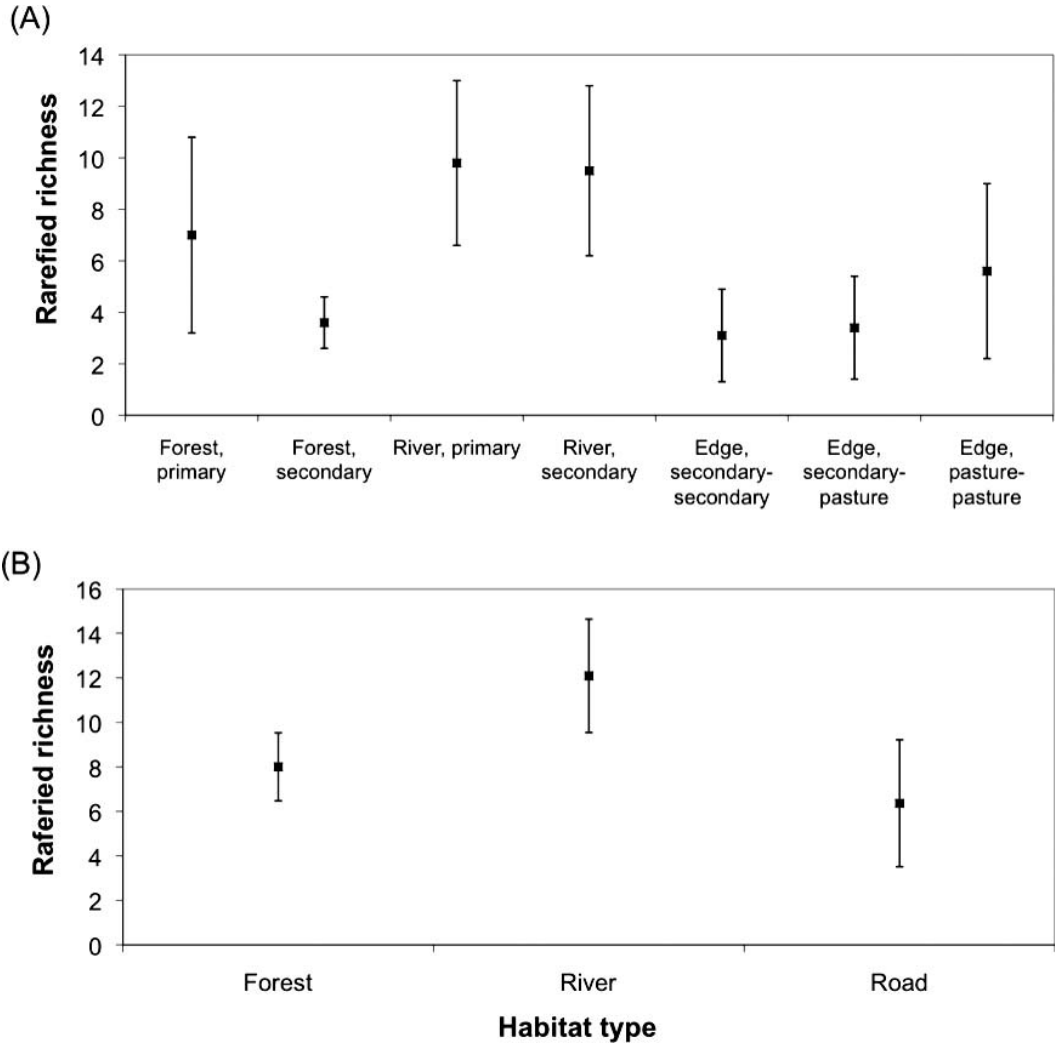 (A)
14
12
10
8
6
4
2
0
Rarefied richness
Forest,
primary
Forest,
secondary
River, primary
River,
secondary
Edge,
secondary-
secondary
Edge,
secondary-
pasture
Edge,
pasture-
pasture
(B)
16
14
12
10
8
6
4
2
0
Raferied richness
Forest
River
Road
Habitat type